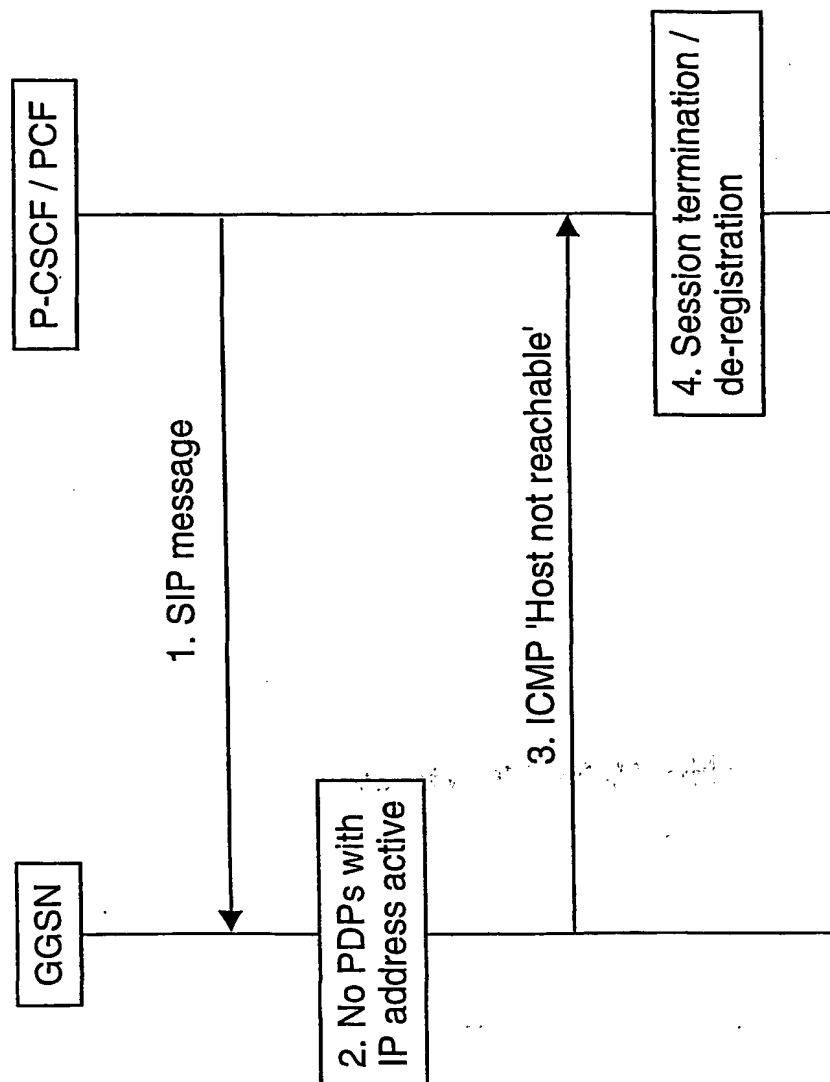 GGSN
P-CSCF / PCF
1. SIP message
2. No PDPs with
IP address active
3. ICMP 'Host not reachable'
4. Session termination /
de-registration